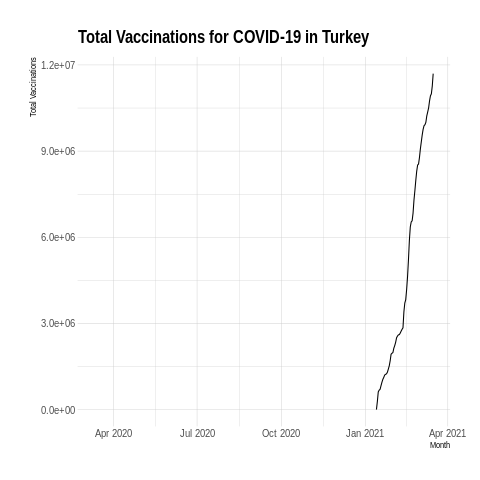 Total Vaccinations for COVID-19 in Turkey
Total Vaccinations
1.2e+07
9.0e+06
6.0e+06
3.0e+06
0.0e+00
Apr 2020 Jul 2020 Oct 2020 Jan 2021 Apr 2021
Month